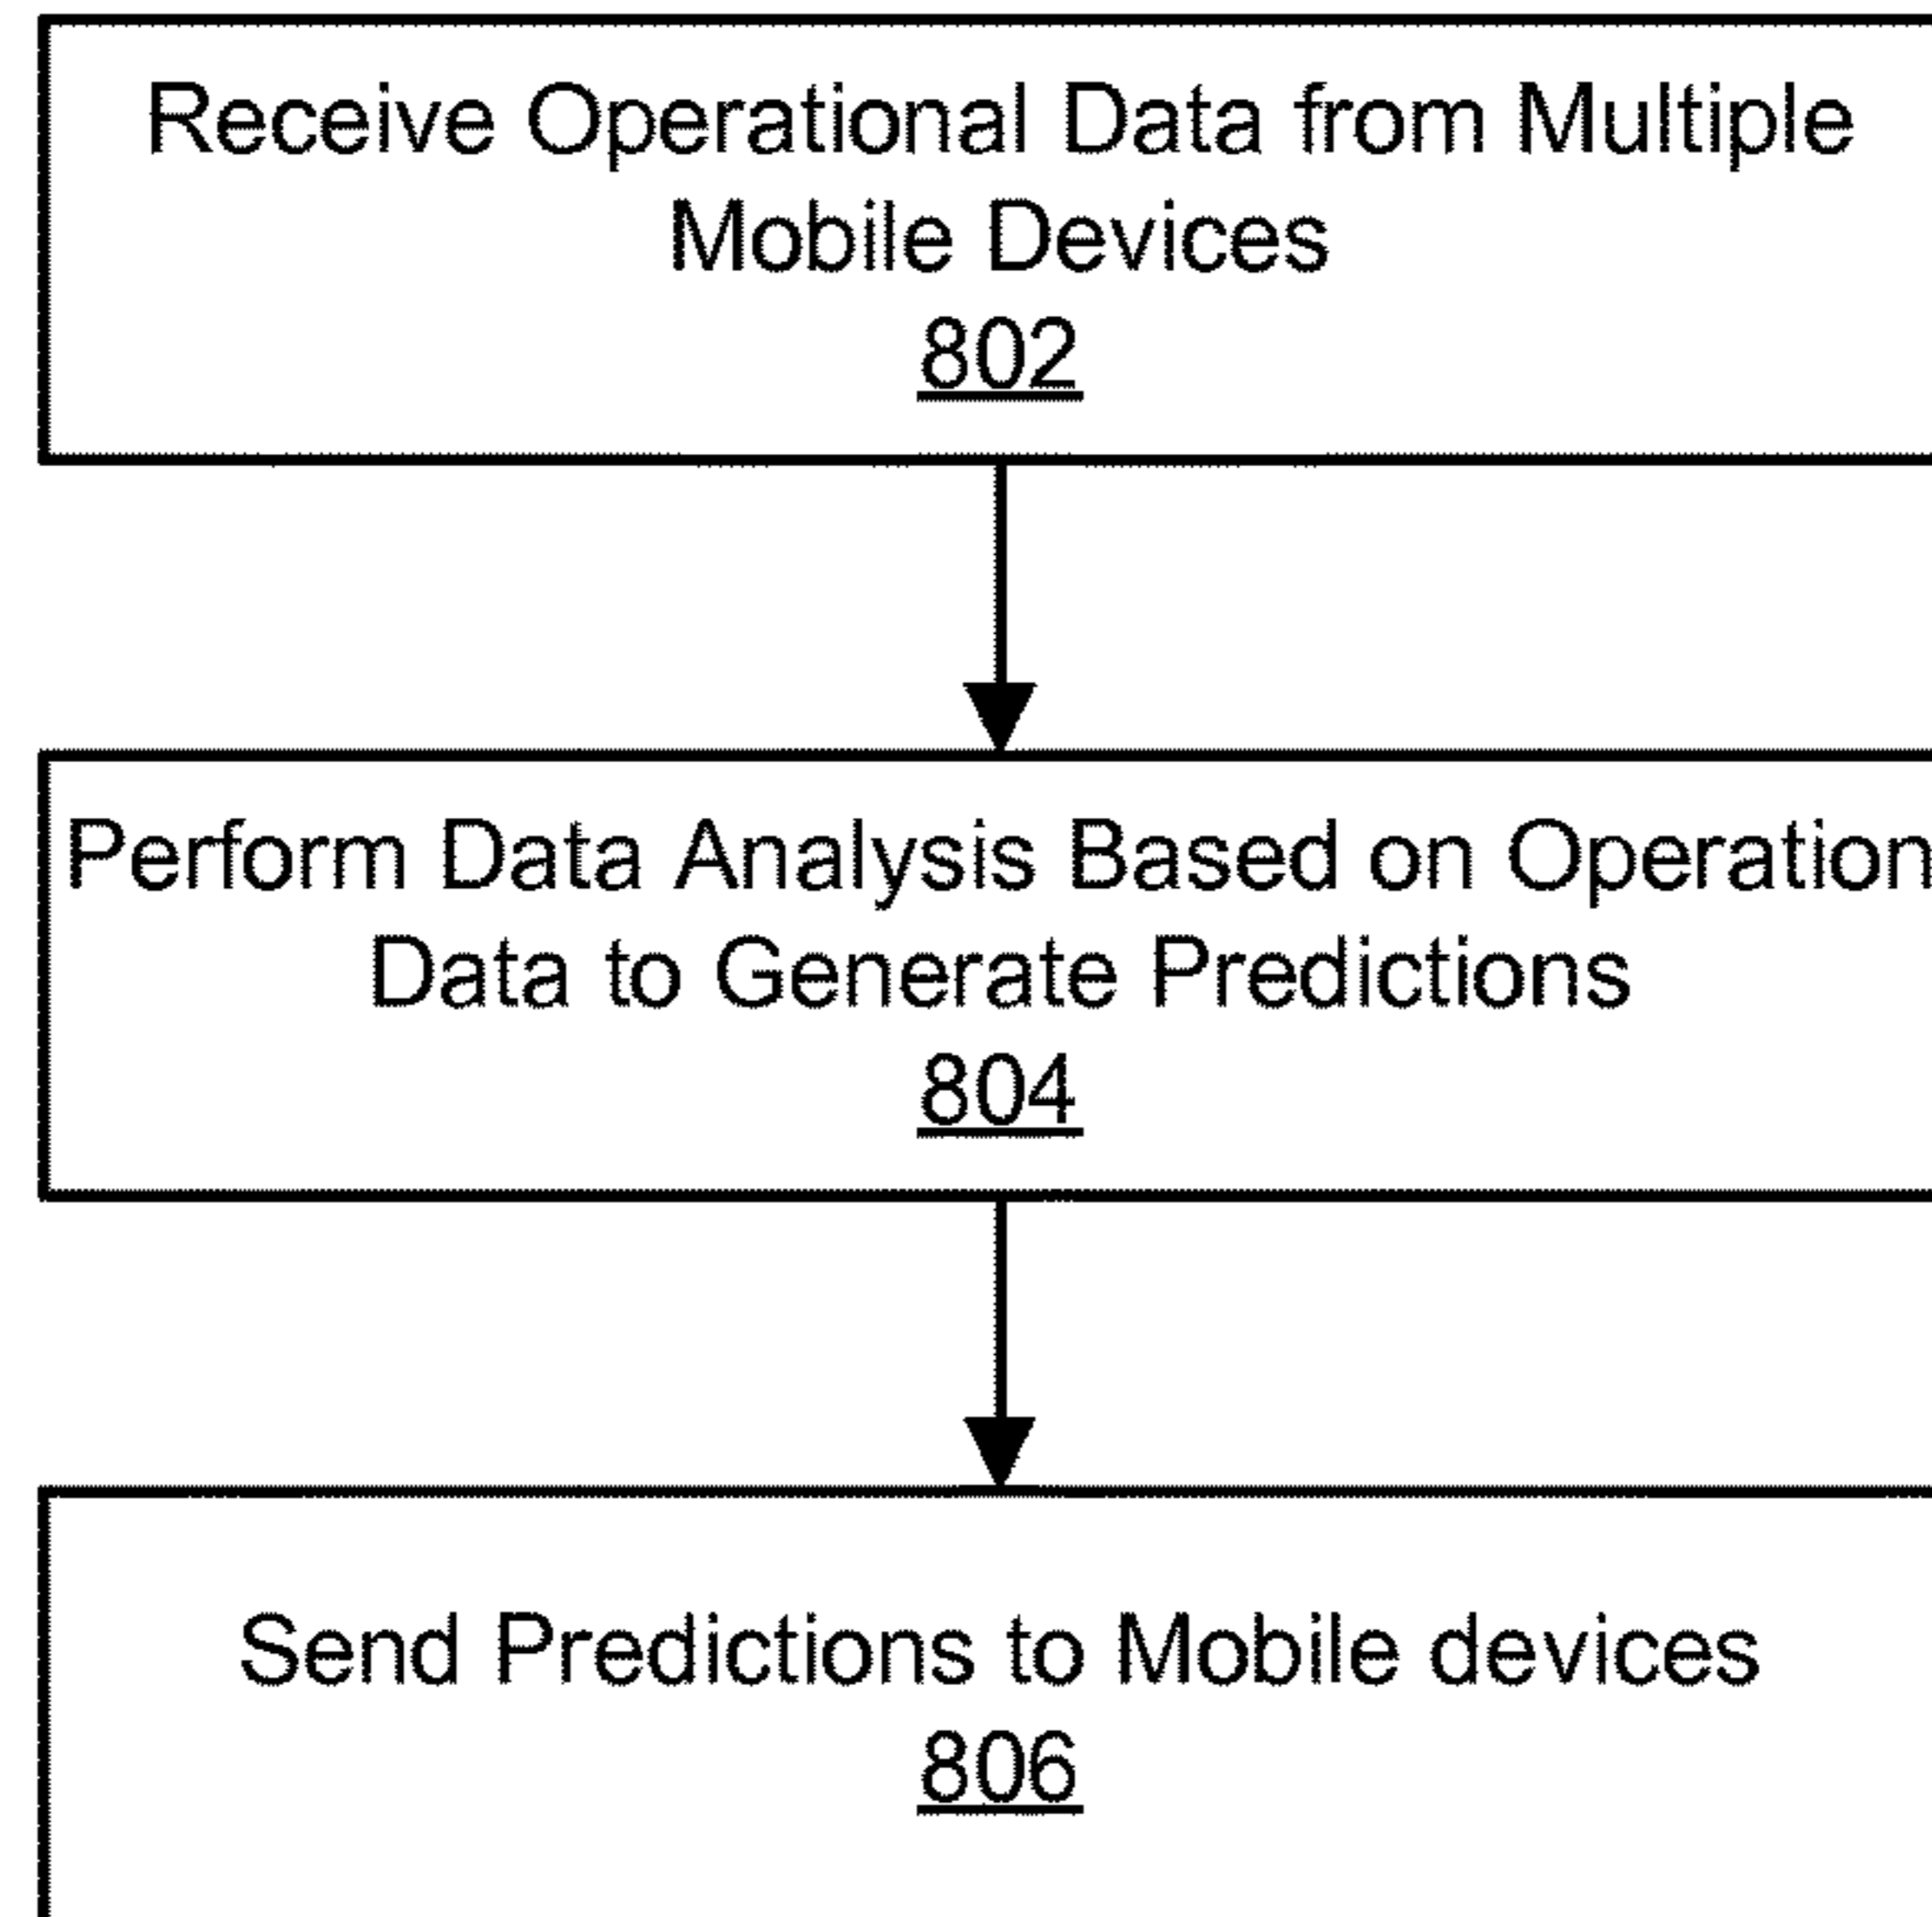 Receive Operational Data from Multiple
Mobile Devices
802
Perform Data Analysis Based on Operation
Data to Generate Predictions
804
Send Predictions to Mobile devices
806